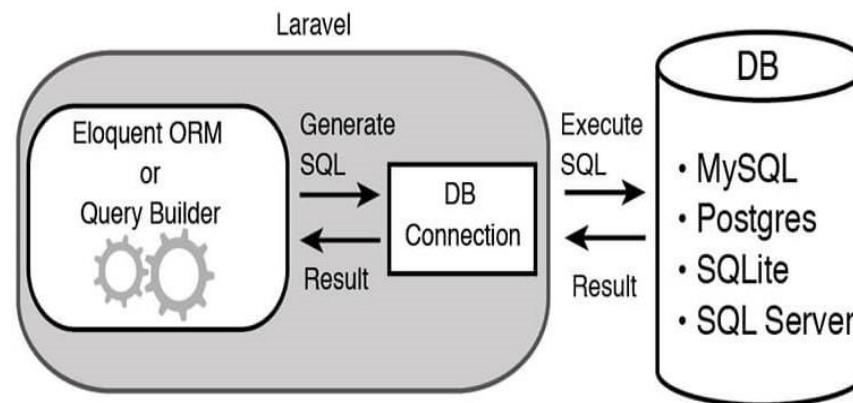 Laravel
Eloquent ORM
or
Query Builder
Generate
SQL
Result
DB
Connection
Execute
SQL
Result
DB
• MySQL
• Postgres
• SQLite
• SQL Server